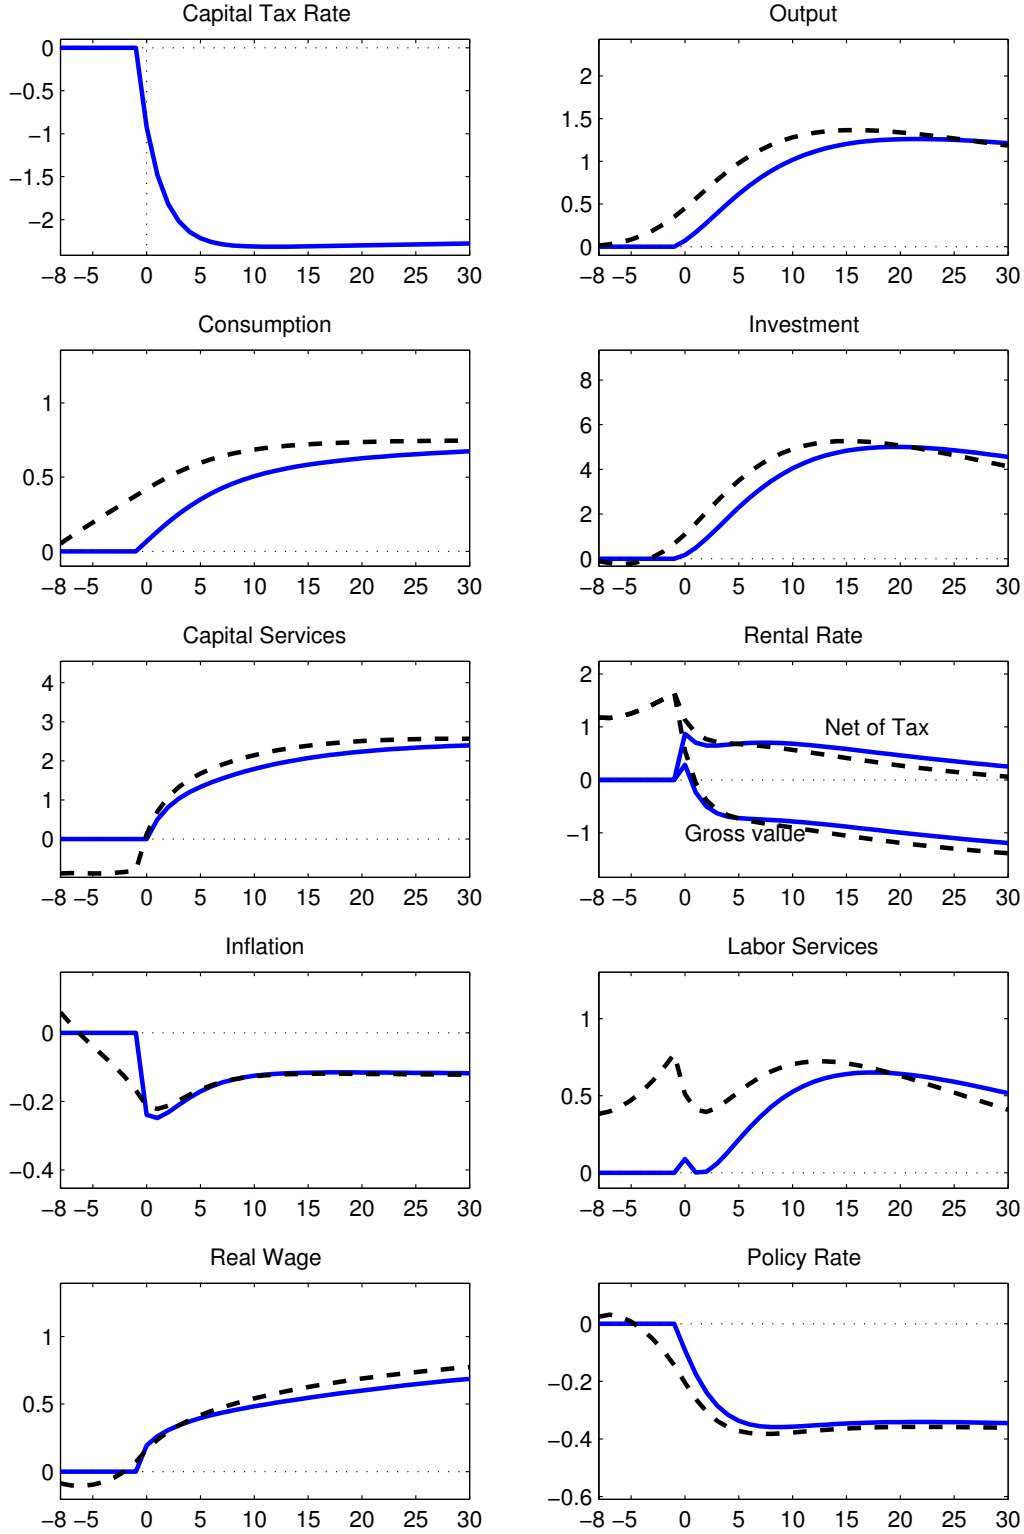 Capital Tax Rate
0
−0.5
−1
−1.5
−2
−8 −5 0 5 10 15 20 25 30
Output
2
1.5
1
0.5
0
−8 −5 0 5 10 15 20 25 30
Consumption
1
0.5
0
−8 −5 0 5 10 15 20 25 30
Investment
8
6
4
2
0
−8 −5 0 5 10 15 20 25 30
Capital Services
4
3
2
1
0
−8 −5 0 5 10 15 20 25 30
Rental Rate
2
1
0
−1
Net of Tax
Gross value
−8 −5 0 5 10 15 20 25 30
Inflation
0
−0.2
−0.4
−8 −5 0 5 10 15 20 25 30
Labor Services
1
0.5
0
−8 −5 0 5 10 15 20 25 30
Real Wage
1
0.5
0
−8 −5 0 5 10 15 20 25 30
Policy Rate
0
−0.2
−0.4
−0.6
−8 −5 0 5 10 15 20 25 30